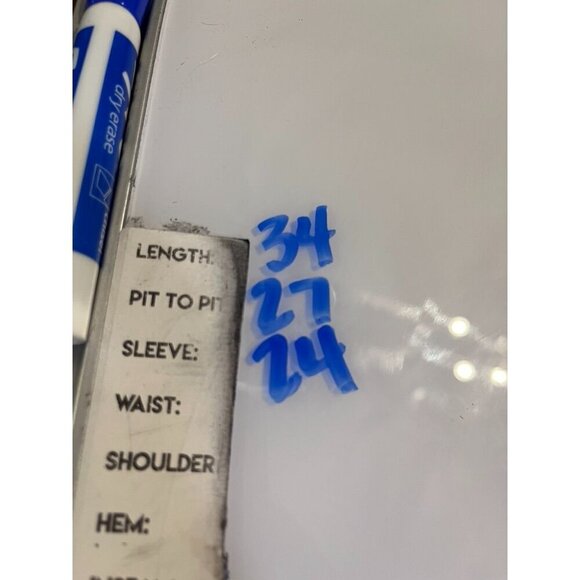 dry erase
LENGTH: 34
PIT TO PIT 27
SLEEVE: 24
WAIST:
SHOULDER
HEM: